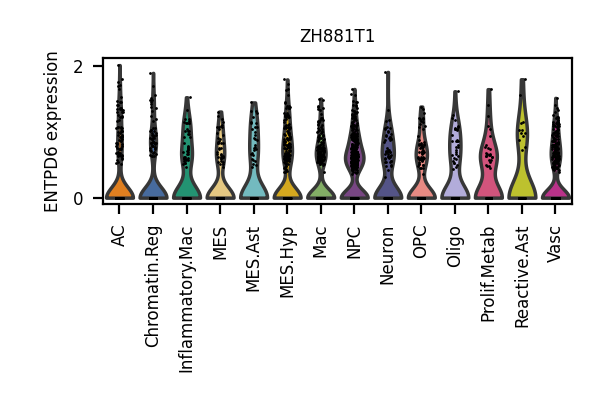 ZH881T1
ENTPD6 expression
2
0
AC
Chromatin.Reg
Inflammatory.Mac
MES
MES.Ast
MES.Hyp
Mac
NPC
Neuron
OPC
Oligo
Prolif.Metab
Reactive.Ast
Vasc